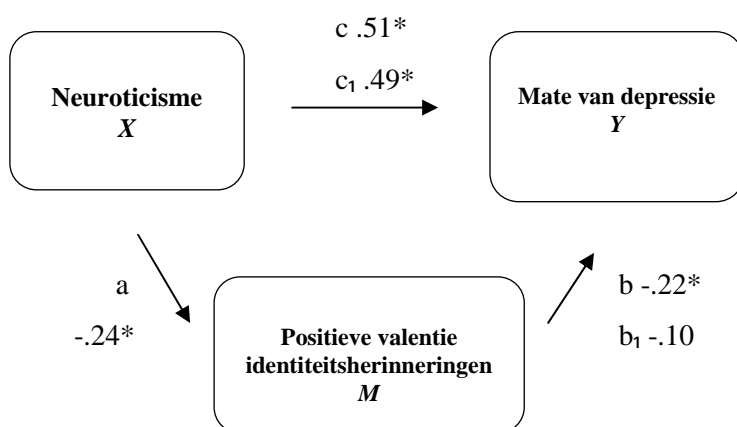 c .51*
c₁ .49*
Neuroticisme
X
Mate van depressie
Y
a
-.24*
b -.22*
b₁ -.10
Positieve valentie
identiteitsherinneringen
M